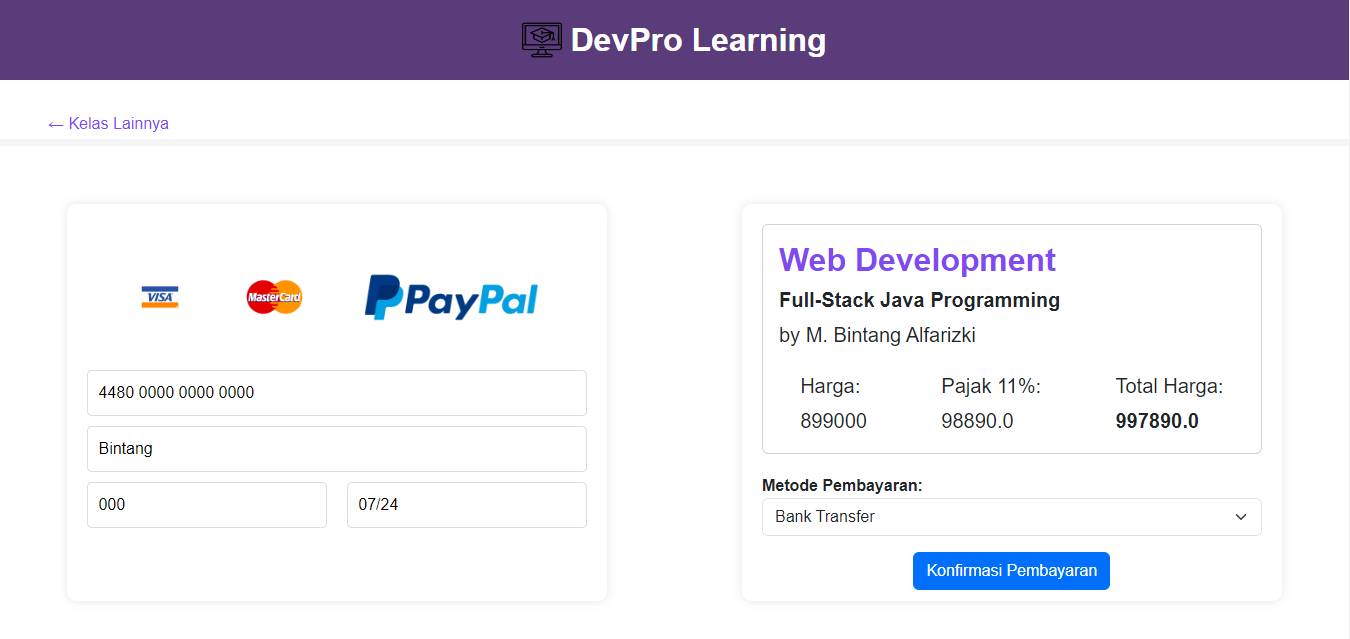 DevPro Learning
← Kelas Lainnya
VISA MasterCard PayPal
4480 0000 0000 0000
Bintang
000 07/24
Web Development
Full-Stack Java Programming
by M. Bintang Alfarizki
Harga: Pajak 11%: Total Harga:
899000 98890.0 997890.0
Metode Pembayaran:
Bank Transfer
Konfirmasi Pembayaran